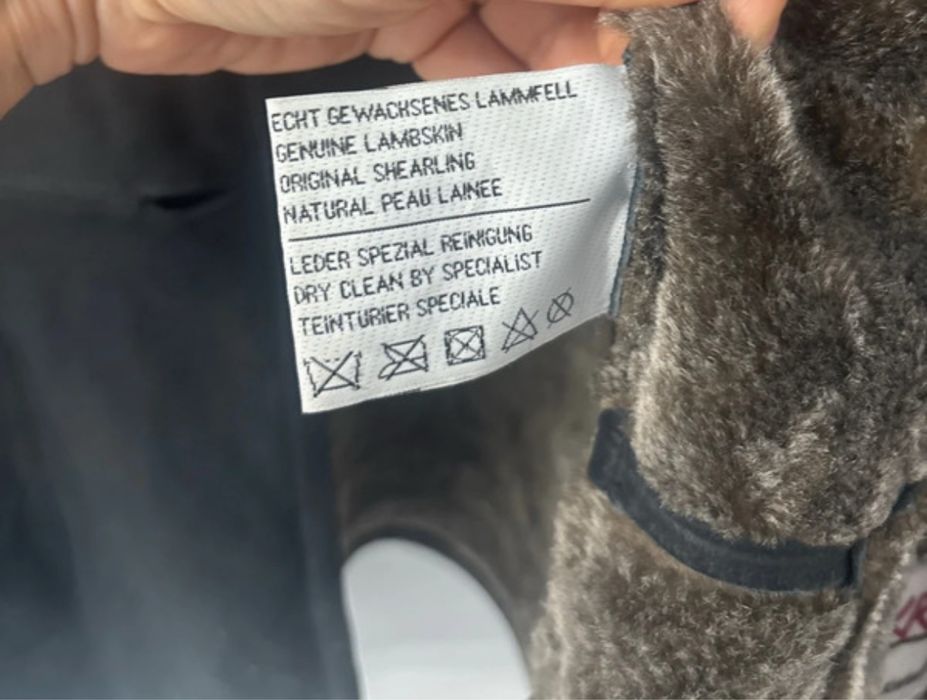 ECHT GEWACHSENES LAMMFELL
GENUINE LAMBSKIN
ORIGINAL SHEARLING
NATURAL PEAU LAINEE
LEDER SPEZIAL REINIGUNG
DRY CLEAN BY SPECIALIST
TEINTURIER SPECIALE